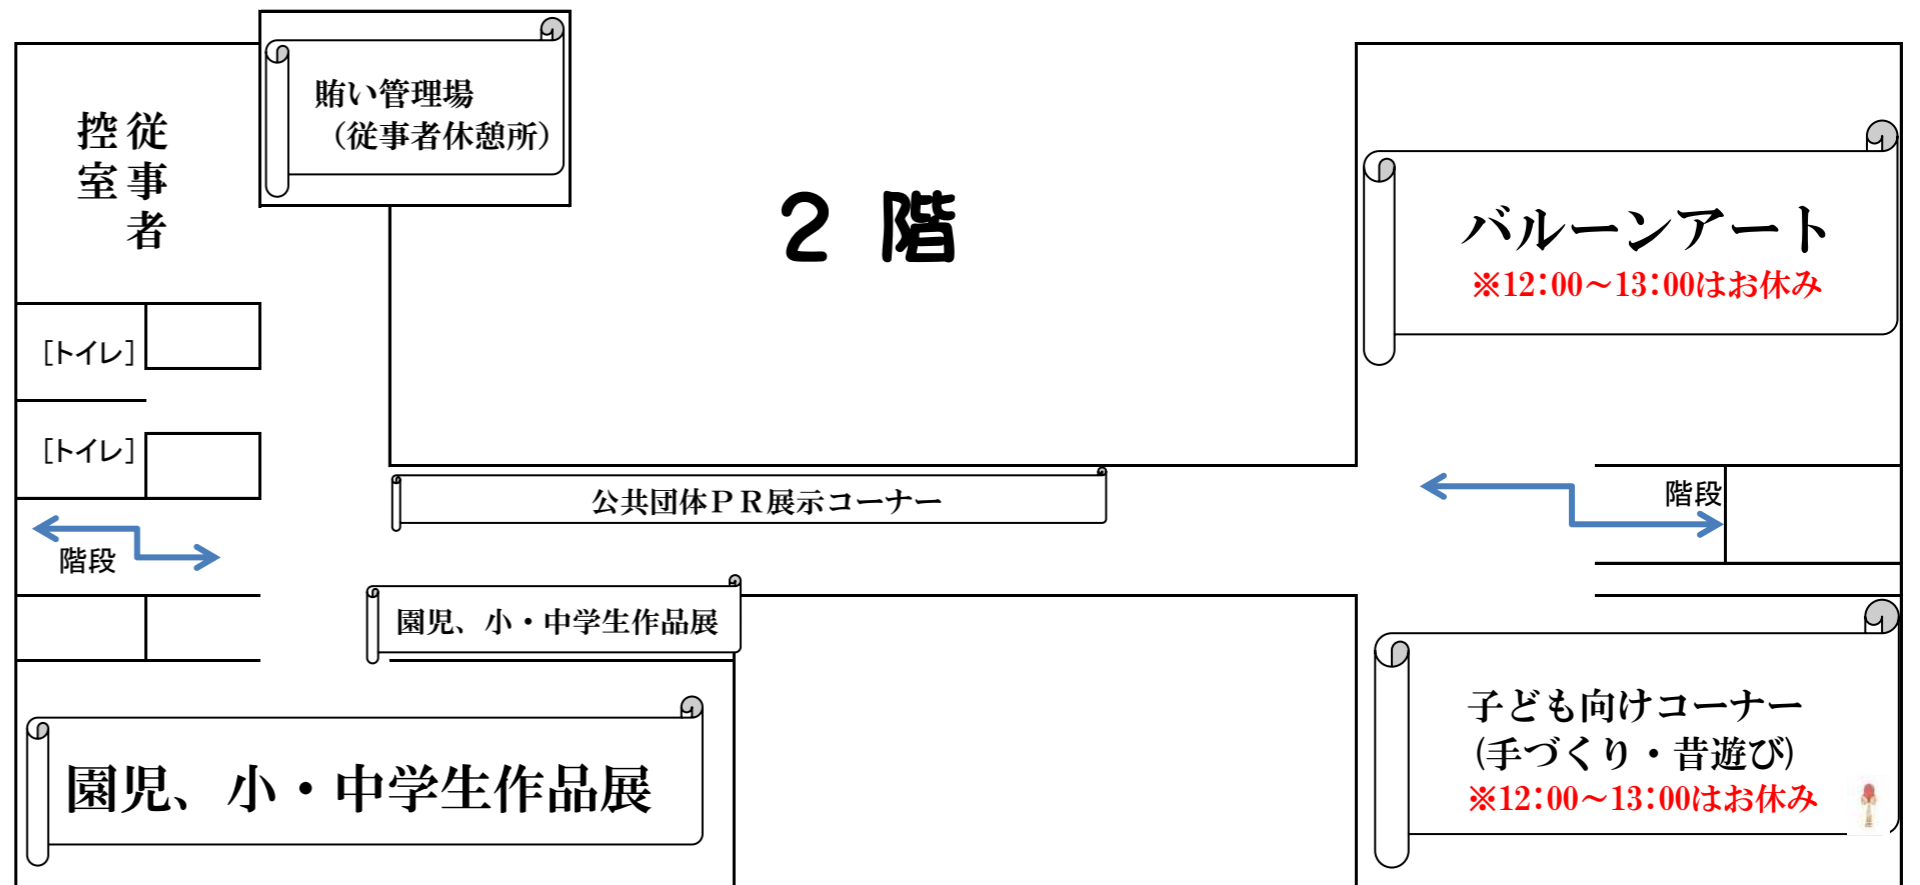 従事者
控室
賄い管理場
（従事者休憩所）
２ 階
バルーンアート
※12：00～13：00はお休み
［トイレ］
［トイレ］
階段
公共団体ＰＲ展示コーナー
階段
園児、小・中学生作品展
園児、小・中学生作品展
子ども向けコーナー
（手づくり・昔遊び）
※12：00～13：00はお休み